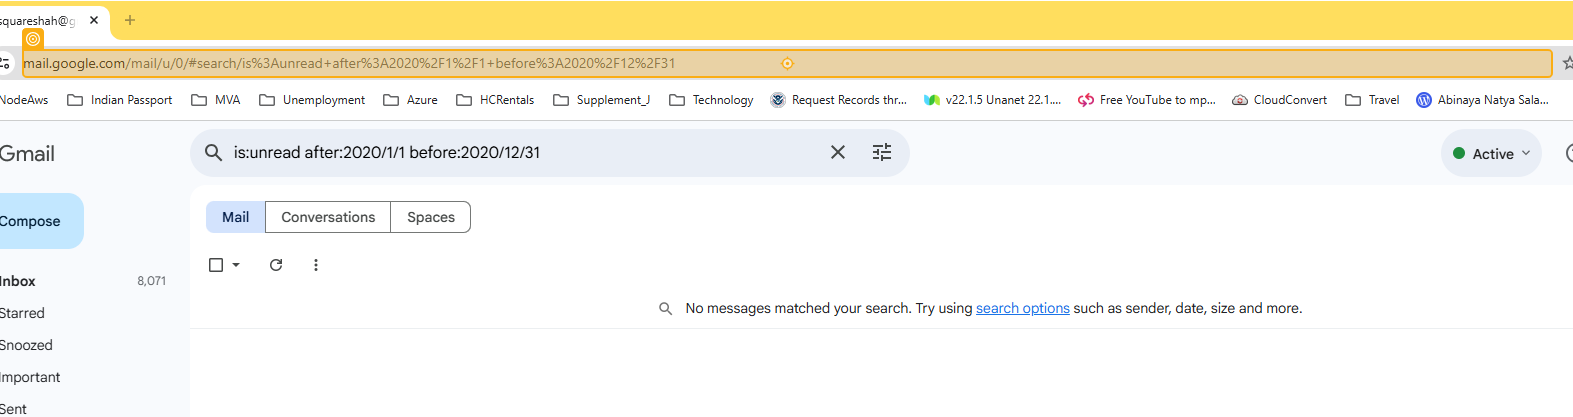 squareshah@g
mail.google.com/mail/u/0/#search/is%3Aunread+after%3A2020%2F1%2F1+before%3A2020%2F12%2F31
NodeAws Indian Passport MVA Unemployment Azure HCRentals Supplement_J Technology Request Records thr... v22.1.5 Unanet 22.1.... Free YouTube to mp... CloudConvert Travel Abinaya Natya Sala...
Gmail
is:unread after:2020/1/1 before:2020/12/31
Active
Compose
Mail Conversations Spaces
Inbox 8,071
No messages matched your search. Try using search options such as sender, date, size and more.
Starred
Snoozed
Important
Sent